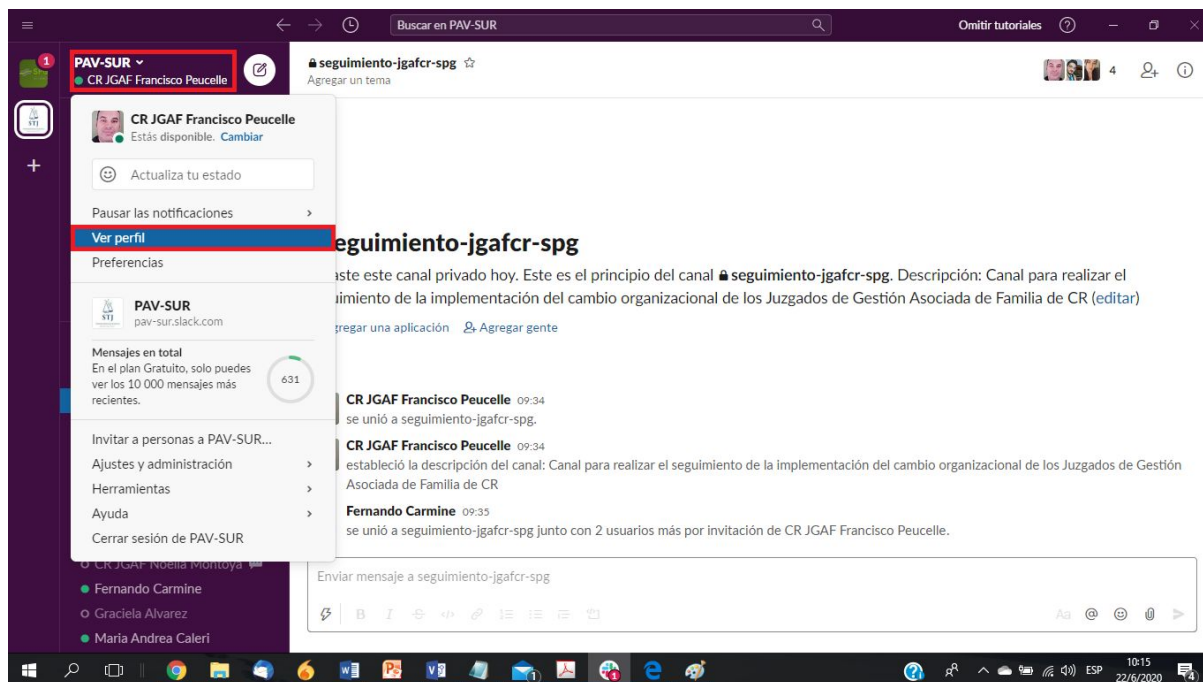 Buscar en PAV-SUR
Omitir tutoriales
1
PAV-SUR
CR JGAF Francisco Peucelle
seguimiento-jgafcr-spg
Agregar un tema
4
STJ
CR JGAF Francisco Peucelle
Estás disponible. Cambiar
Actualiza tu estado
Pausar las notificaciones
Ver perfil
Preferencias
STJ
PAV-SUR
pav-sur.slack.com
Mensajes en total
En el plan Gratuito, solo puedes
ver los 10 000 mensajes más
recientes.
631
Invitar a personas a PAV-SUR...
Ajustes y administración
Herramientas
Ayuda
Cerrar sesión de PAV-SUR
CR JGAF Noelia Montoya
Fernando Carmine
Graciela Alvarez
Maria Andrea Caleri
eguimiento-jgafcr-spg
aste este canal privado hoy. Este es el principio del canal seguimiento-jgafcr-spg. Descripción: Canal para realizar el
uimiento de la implementación del cambio organizacional de los Juzgados de Gestión Asociada de Familia de CR (editar)
gregar una aplicación Agregar gente
CR JGAF Francisco Peucelle 09:34
se unió a seguimiento-jgafcr-spg.
CR JGAF Francisco Peucelle 09:34
estableció la descripción del canal: Canal para realizar el seguimiento de la implementación del cambio organizacional de los Juzgados de Gestión
Asociada de Familia de CR
Fernando Carmine 09:35
se unió a seguimiento-jgafcr-spg junto con 2 usuarios más por invitación de CR JGAF Francisco Peucelle.
Enviar mensaje a seguimiento-jgafcr-spg
B I S </> Aa @
ESP
10:15
22/6/2020
4